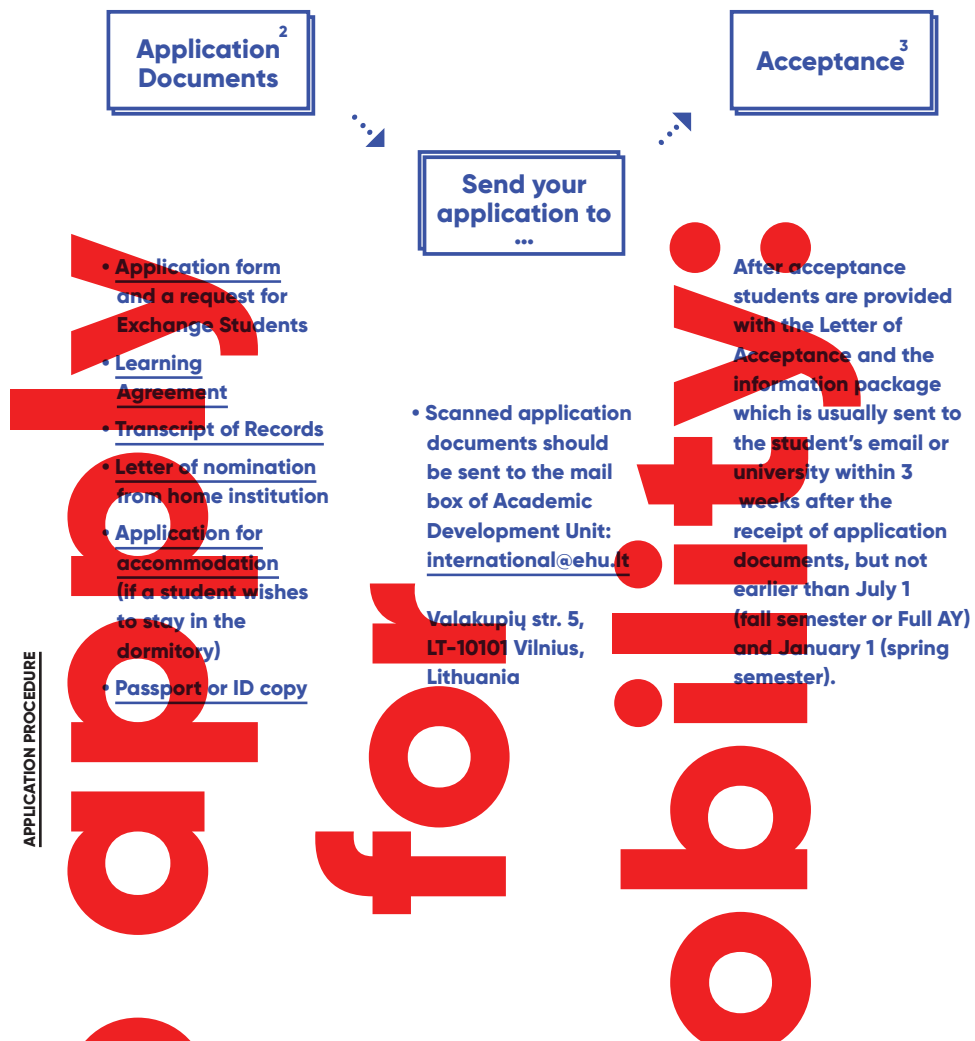 Application
Documents
2
Send your
application to
...
Acceptance
3
• Application form
and a request for
Exchange Students
• Learning
Agreement
• Transcript of Records
• Letter of nomination
from home institution
• Application for
accommodation
(if a student wishes
to stay in the
dormitory)
• Passport or ID copy
• Scanned application
documents should
be sent to the mail
box of Academic
Development Unit:
international@ehu.lt
Valakupių str. 5,
LT-10101 Vilnius,
Lithuania
After acceptance
students are provided
with the Letter of
Acceptance and the
information package
which is usually sent to
the student’s email or
university within 3
weeks after the
receipt of application
documents, but not
earlier than July 1
(fall semester or Full AY)
and January 1 (spring
semester).
APPLICATION PROCEDURE
apply
for
obility: